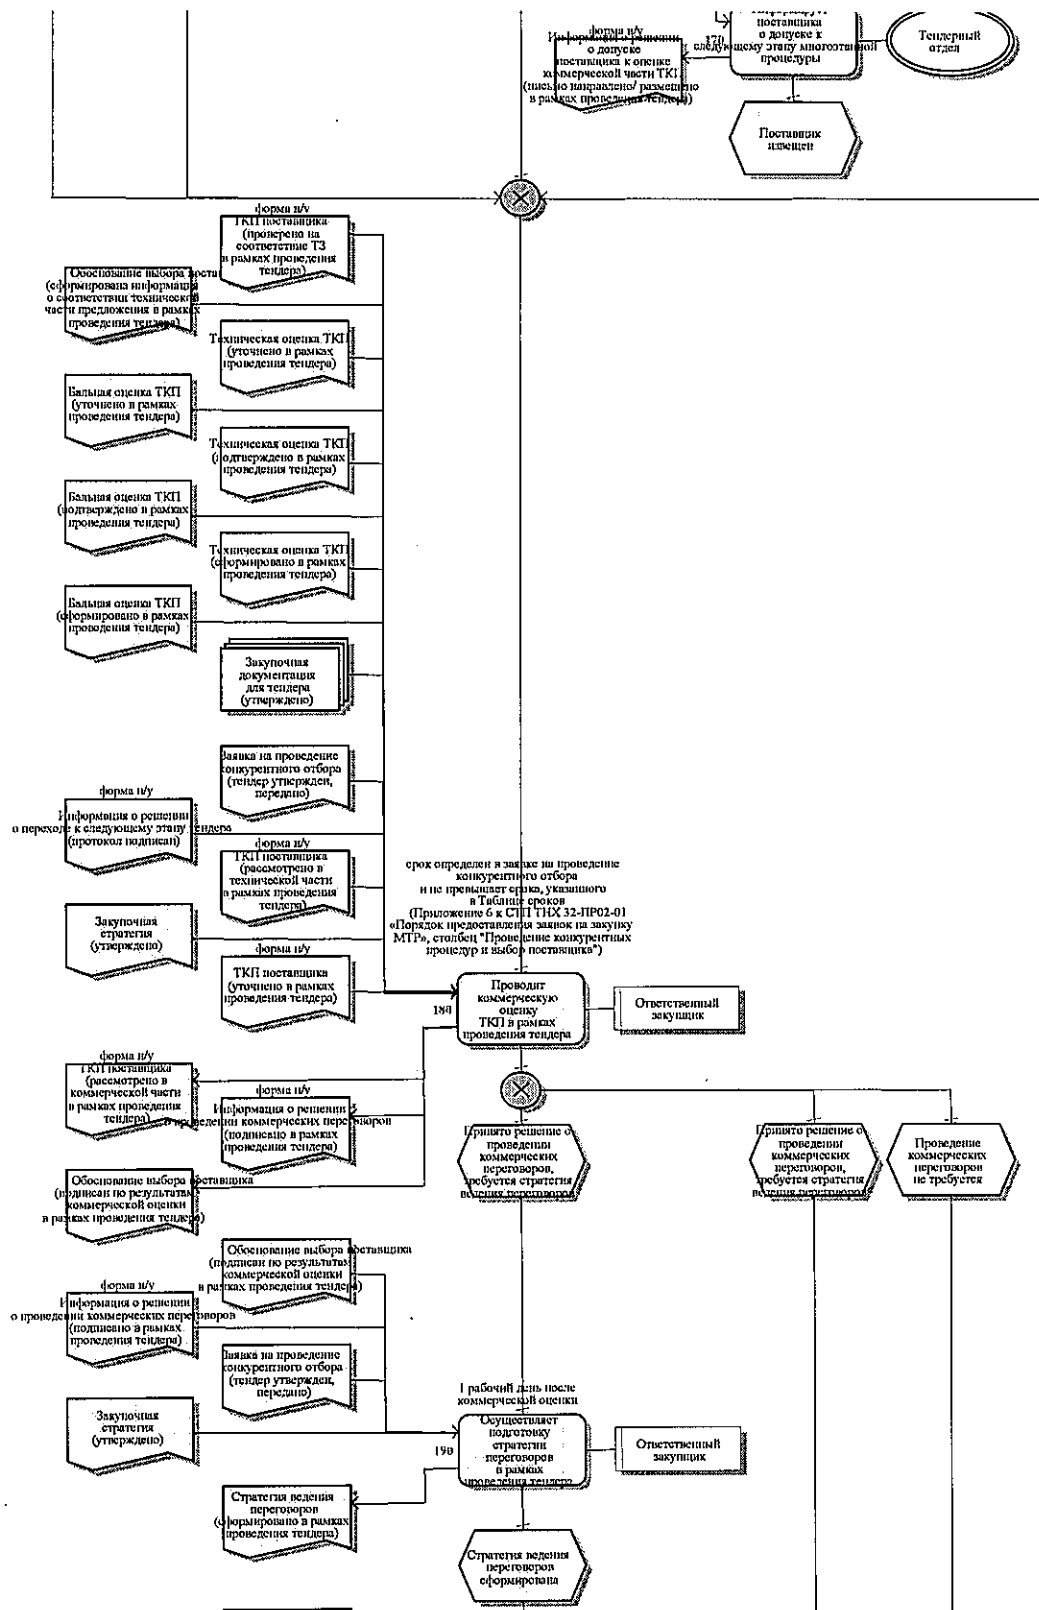 поставщика
о допуске к
следующему этапу многоэтапной
процедуры
170
Тендерный
отдел
форма н/у
Информация о решении
о допуске
поставщика к оценке
коммерческой части ТКП
(письмо направлено/ размещено
в рамках проведения тендера)
Поставщик
извещен
форма н/у
ТКП поставщика
(проверено на
соответствие ТЗ
в рамках проведения
тендера)
Обоснование выбора постав
(сформирована информация
о соответствии технической
части предложения в рамках
проведения тендера)
Техническая оценка ТКП
(уточнено в рамках
проведения тендера)
Бальная оценка ТКП
(уточнено в рамках
проведения тендера)
Техническая оценка ТКП
(подтверждено в рамках
проведения тендера)
Бальная оценка ТКП
(подтверждено в рамках
проведения тендера)
Техническая оценка ТКП
(сформировано в рамках
проведения тендера)
Бальная оценка ТКП
(сформировано в рамках
проведения тендера)
Закупочная
документация
для тендера
(утверждено)
Заявка на проведение
конкурентного отбора
(тендер утвержден,
передано)
форма н/у
Информация о решении
о переходе к следующему этапу тендера
(протокол подписан)
форма н/у
ТКП поставщика
(рассмотрено в
технической части
в рамках проведения
тендера)
Закупочная
стратегия
(утверждено)
форма н/у
ТКП поставщика
(уточнено в рамках
проведения тендера)
срок определен в заявке на проведение
конкурентного отбора
и не превышает срока, указанного
в Таблице сроков
(Приложение 6 к СТП ТНХ 32-ПР02-01
«Порядок предоставления заявок на закупку
МТР», столбец "Проведение конкурентных
процедур и выбор поставщика")
180
Проводит
коммерческую
оценку
ТКП в рамках
проведения тендера
Ответственный
закупщик
форма н/у
ТКП поставщика
(рассмотрено в
коммерческой части
в рамках проведения
тендера)
форма н/у
Информация о решении
о проведении коммерческих переговоров
(подписано в рамках
проведения тендера)
Обоснование выбора поставщика
(подписан по результатам
коммерческой оценки
в рамках проведения тендера)
Принято решение о
проведении
коммерческих
переговоров,
требуется стратегия
ведения переговоров
Принято решение о
проведении
коммерческих
переговоров,
требуется стратегия
ведения переговоров
Проведение
коммерческих
переговоров
не требуется
Обоснование выбора поставщика
(подписан по результатам
коммерческой оценки
в рамках проведения тендера)
форма н/у
Информация о решении
о проведении коммерческих переговоров
(подписано в рамках
проведения тендера)
Заявка на проведение
конкурентного отбора
(тендер утвержден,
передано)
Закупочная
стратегия
(утверждено)
1 рабочий день после
коммерческой оценки
190
Осуществляет
подготовку
стратегии
переговоров
в рамках
проведения тендера
Ответственный
закупщик
Стратегия ведения
переговоров
(сформировано в рамках
проведения тендера)
Стратегия ведения
переговоров
сформирована